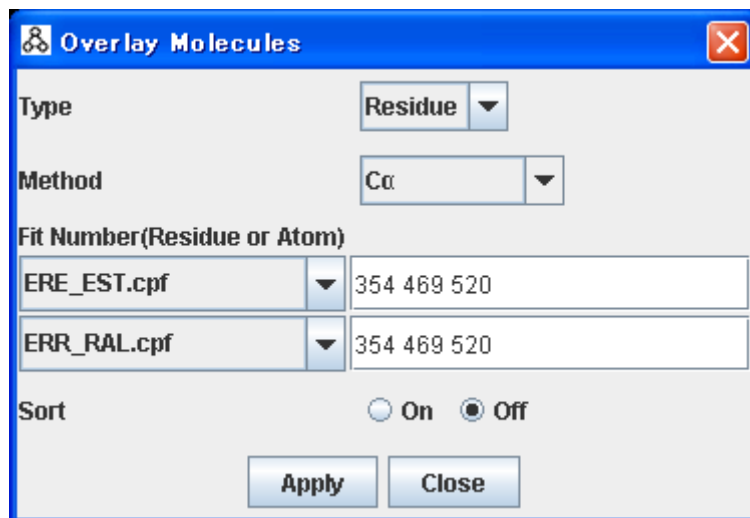 Overlay Molecules
Type Residue
Method Cα
Fit Number(Residue or Atom)
ERE_EST.cpf 354 469 520
ERR_RAL.cpf 354 469 520
Sort On Off
Apply Close